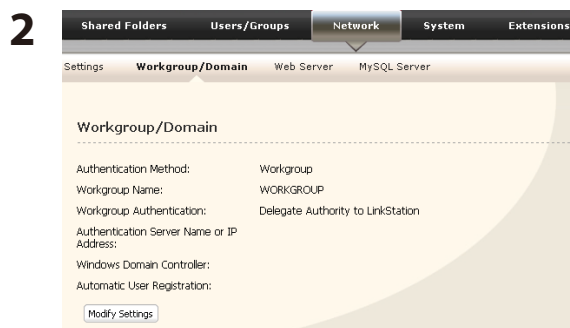 2
Shared Folders Users/Groups Network System Extensions
Settings Workgroup/Domain Web Server MySQL Server
Workgroup/Domain
Authentication Method: Workgroup
Workgroup Name: WORKGROUP
Workgroup Authentication: Delegate Authority to LinkStation
Authentication Server Name or IP
Address:
Windows Domain Controller:
Automatic User Registration:
Modify Settings